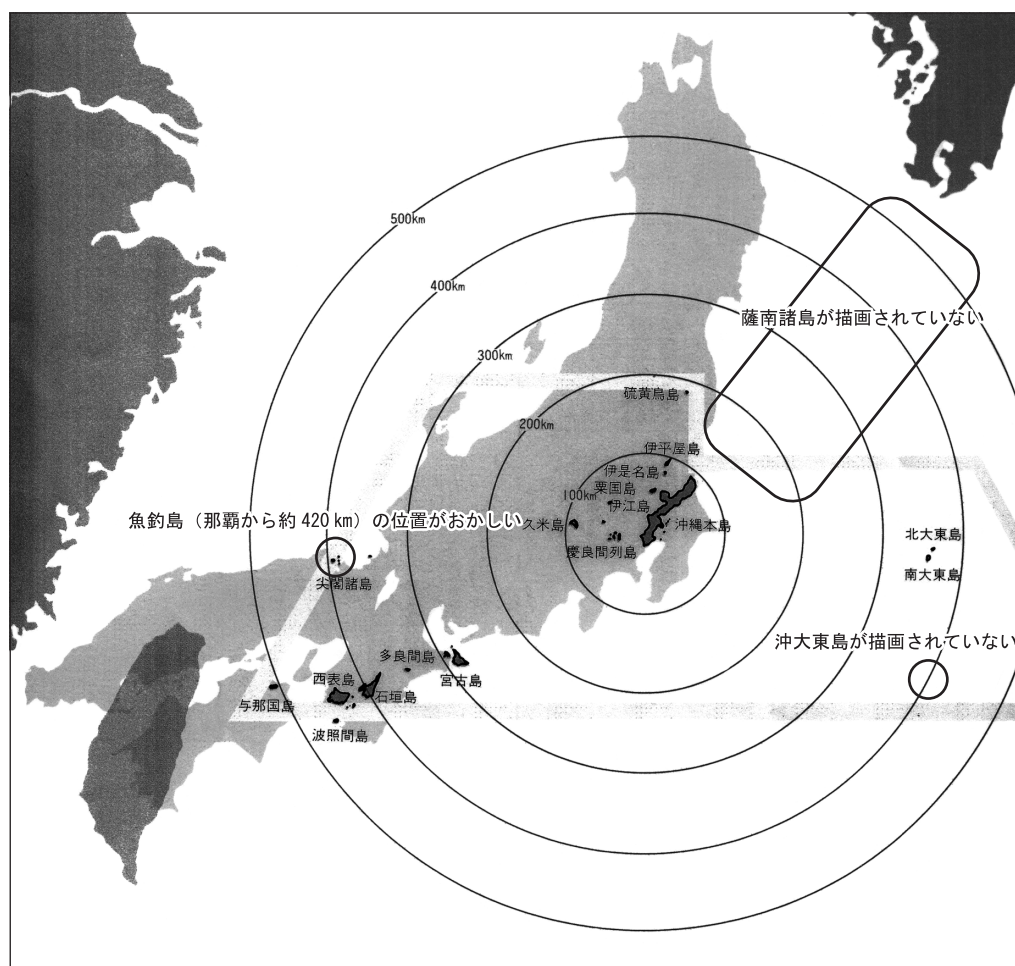 500km
400km
薩南諸島が描画されていない
300km
硫黄鳥島
200km
伊平屋島
伊是名島
粟国島
100km
伊江島
久米島
沖縄本島
魚釣島（那覇から約 420 km）の位置がおかしい
慶良間列島
北大東島
南大東島
尖閣諸島
沖大東島が描画されていない
多良間島
宮古島
西表島
石垣島
与那国島
波照間島